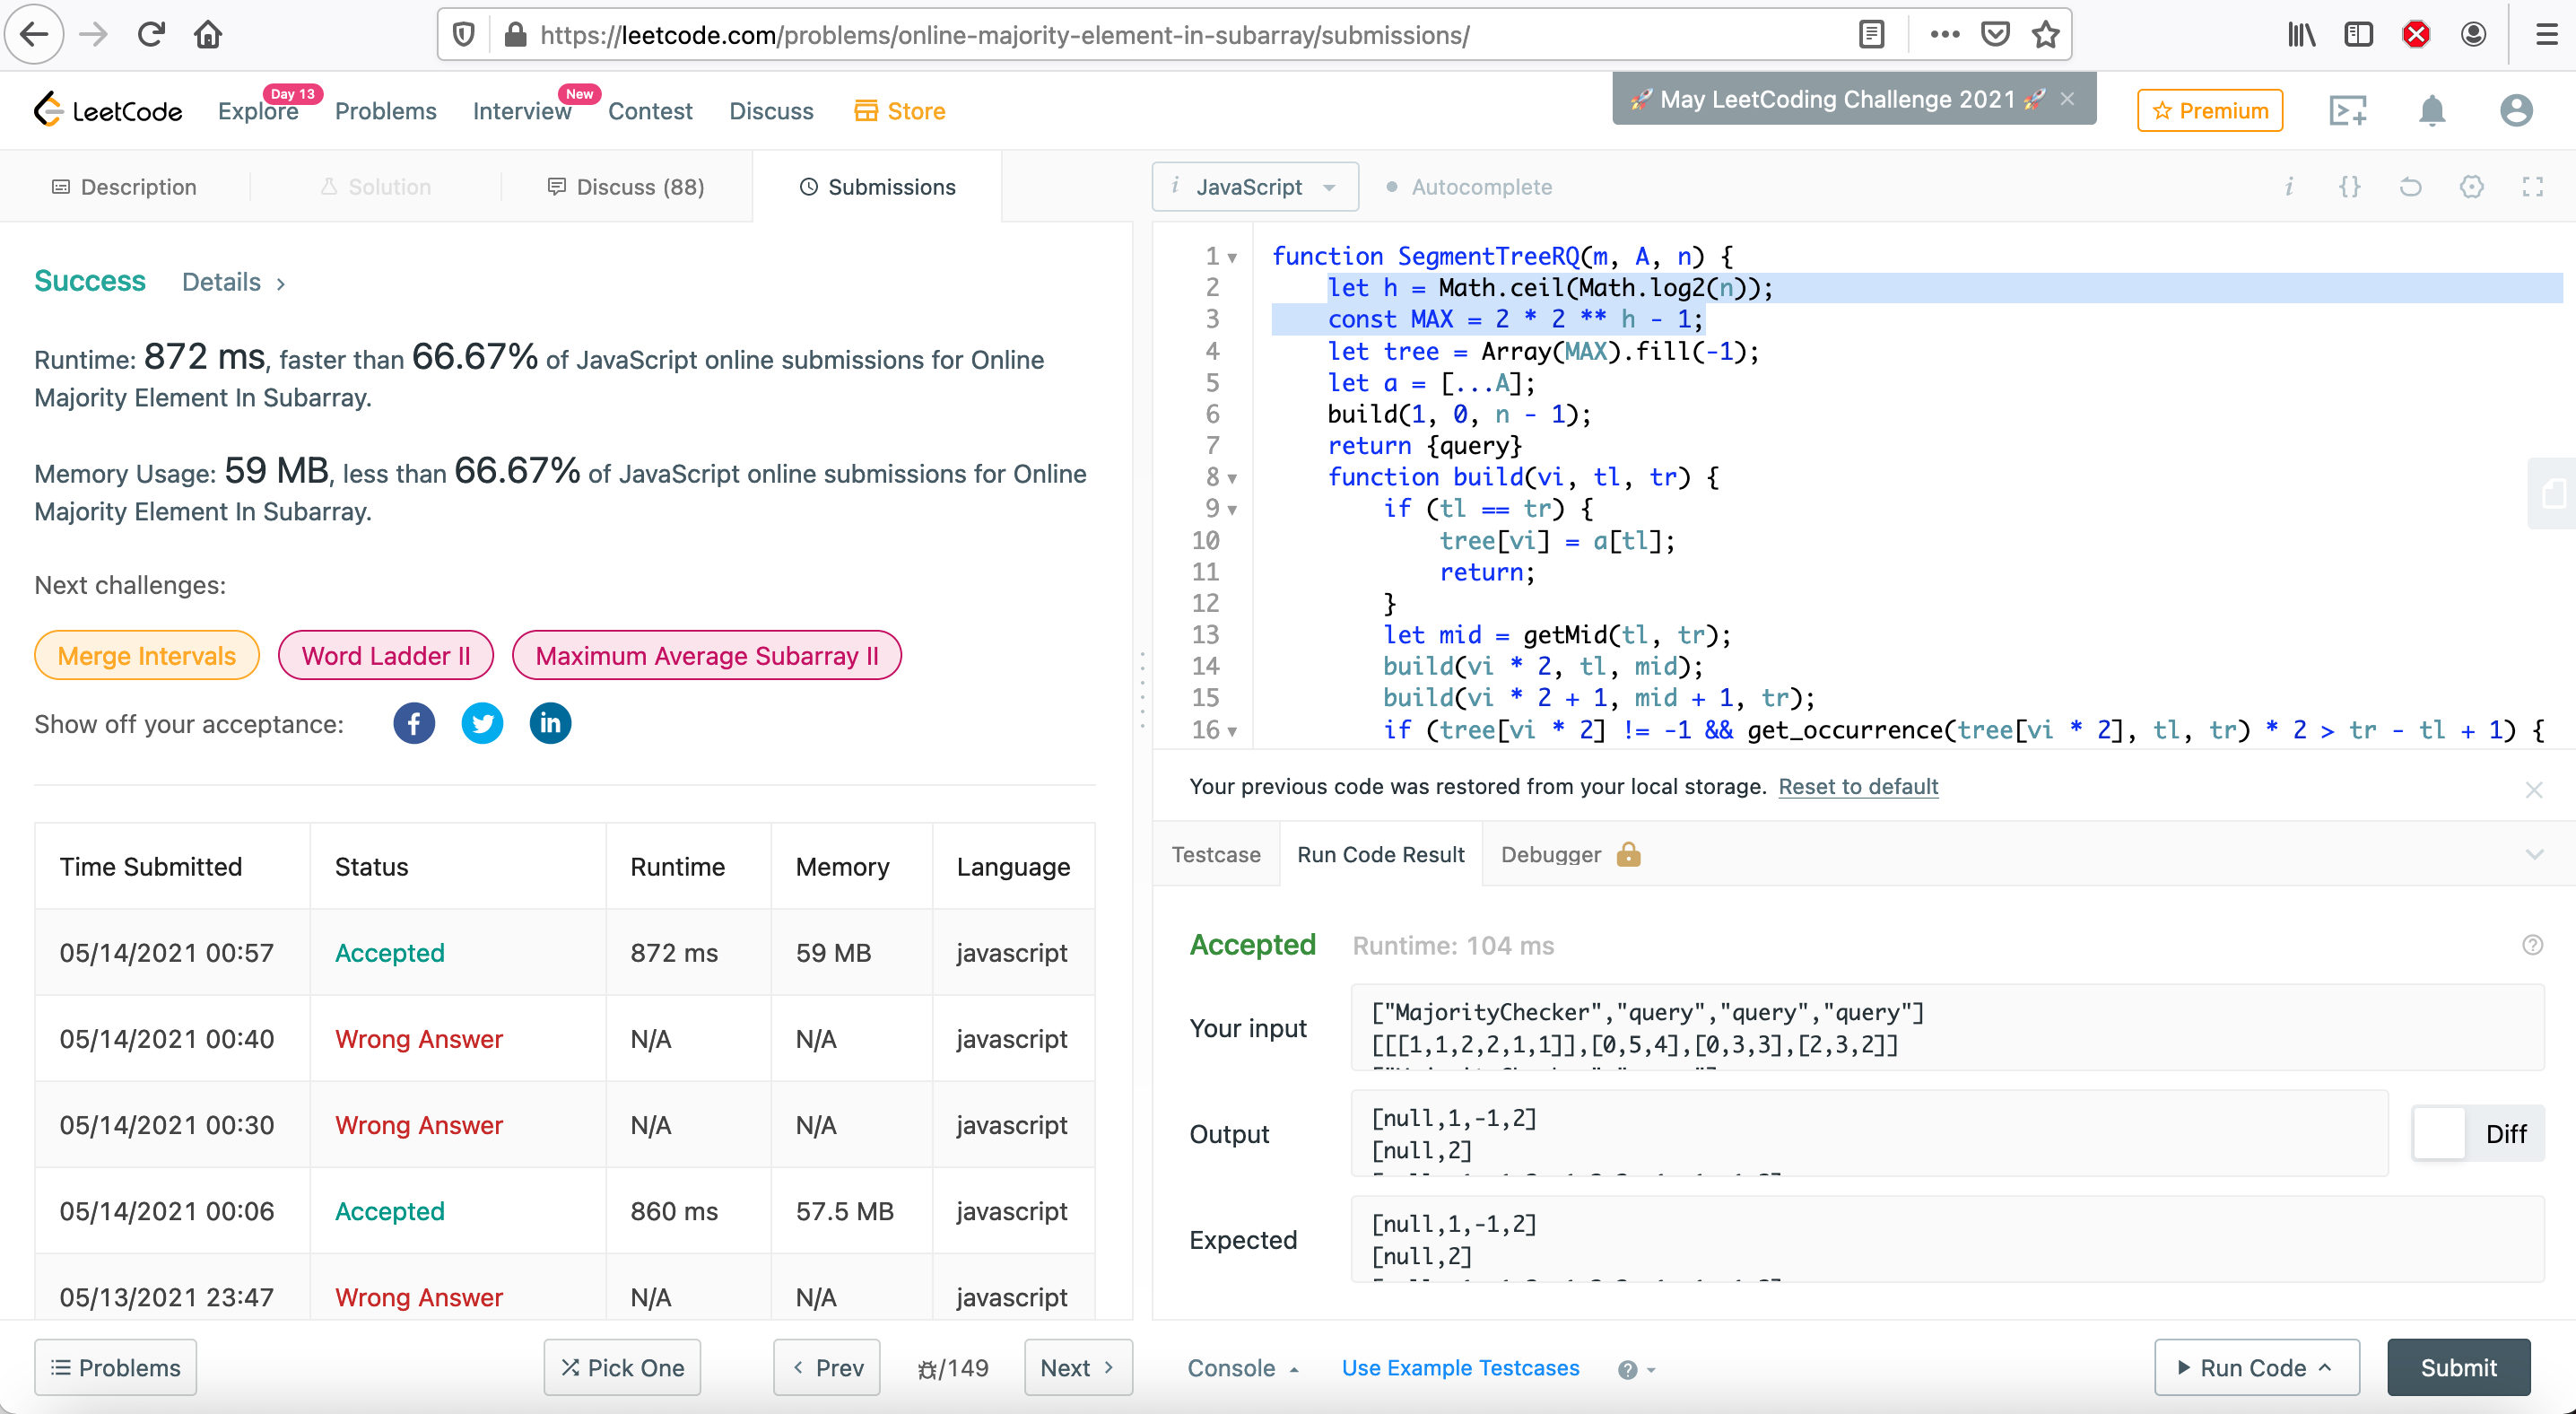 https://leetcode.com/problems/online-majority-element-in-subarray/submissions/
LeetCode
Explore
Day 13
Problems
Interview
New
Contest
Discuss
Store
🚀 May LeetCoding Challenge 2021 🚀
Premium
Description
Solution
Discuss (88)
Submissions
Success
Details
Runtime: 872 ms, faster than 66.67% of JavaScript online submissions for Online
Majority Element In Subarray.
Memory Usage: 59 MB, less than 66.67% of JavaScript online submissions for Online
Majority Element In Subarray.
Next challenges:
Merge Intervals
Word Ladder II
Maximum Average Subarray II
Show off your acceptance:
Time Submitted Status Runtime Memory Language
05/14/2021 00:57 Accepted 872 ms 59 MB javascript
05/14/2021 00:40 Wrong Answer N/A N/A javascript
05/14/2021 00:30 Wrong Answer N/A N/A javascript
05/14/2021 00:06 Accepted 860 ms 57.5 MB javascript
05/13/2021 23:47 Wrong Answer N/A N/A javascript
Problems
Pick One
Prev
/149
Next
i JavaScript
Autocomplete
1 function SegmentTreeRQ(m, A, n) {
2 let h = Math.ceil(Math.log2(n));
3 const MAX = 2 * 2 ** h - 1;
4 let tree = Array(MAX).fill(-1);
5 let a = [...A];
6 build(1, 0, n - 1);
7 return {query}
8 function build(vi, tl, tr) {
9 if (tl == tr) {
10 tree[vi] = a[tl];
11 return;
12 }
13 let mid = getMid(tl, tr);
14 build(vi * 2, tl, mid);
15 build(vi * 2 + 1, mid + 1, tr);
16 if (tree[vi * 2] != -1 && get_occurrence(tree[vi * 2], tl, tr) * 2 > tr - tl + 1) {
Your previous code was restored from your local storage. Reset to default
Testcase
Run Code Result
Debugger
Accepted Runtime: 104 ms
Your input
["MajorityChecker","query","query","query"]
[[[1,1,2,2,1,1]],[0,5,4],[0,3,3],[2,3,2]]
Output
[null,1,-1,2]
[null,2]
Diff
Expected
[null,1,-1,2]
[null,2]
Console
Use Example Testcases
Run Code
Submit